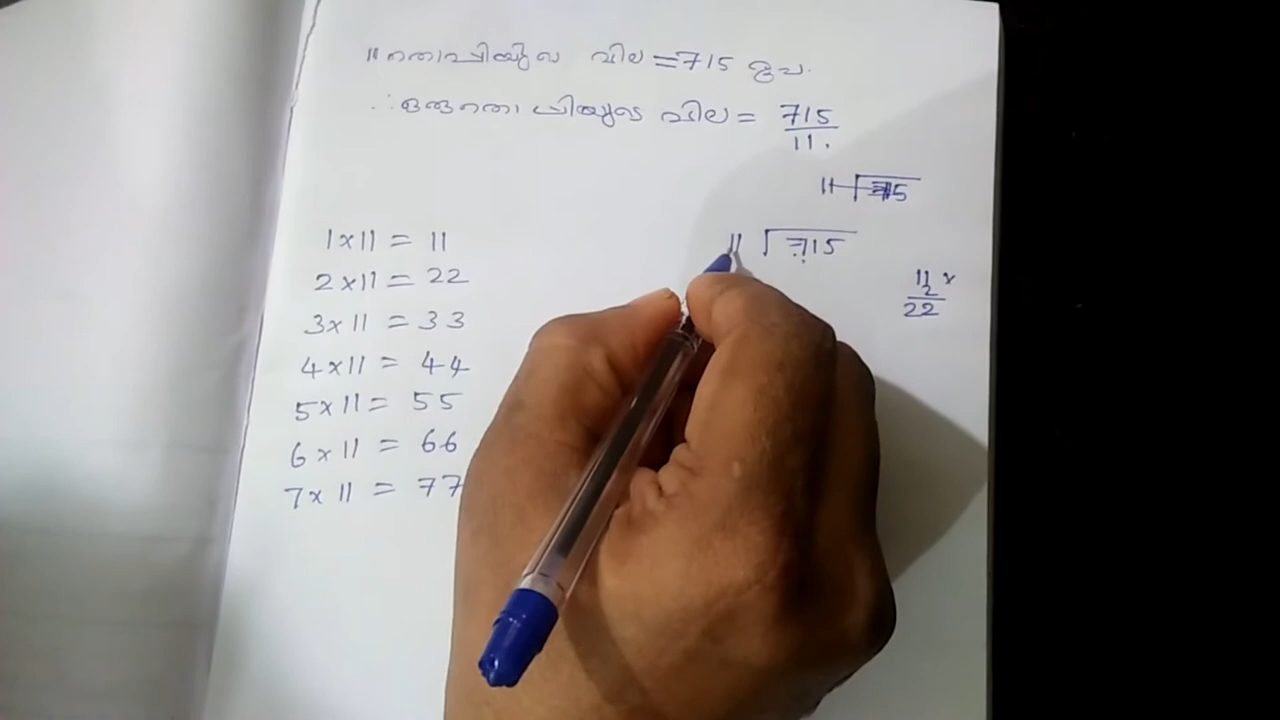 11 തൊപ്പിയുടെ വില = 715 രൂപ.
∴ ഒരു തൊപ്പിയുടെ വില = 715
11.
11 715
1 x 11 = 11
2 x 11 = 22
3 x 11 = 33
4 x 11 = 44
5 x 11 = 55
6 x 11 = 66
7 x 11 = 77
11 x
2
22